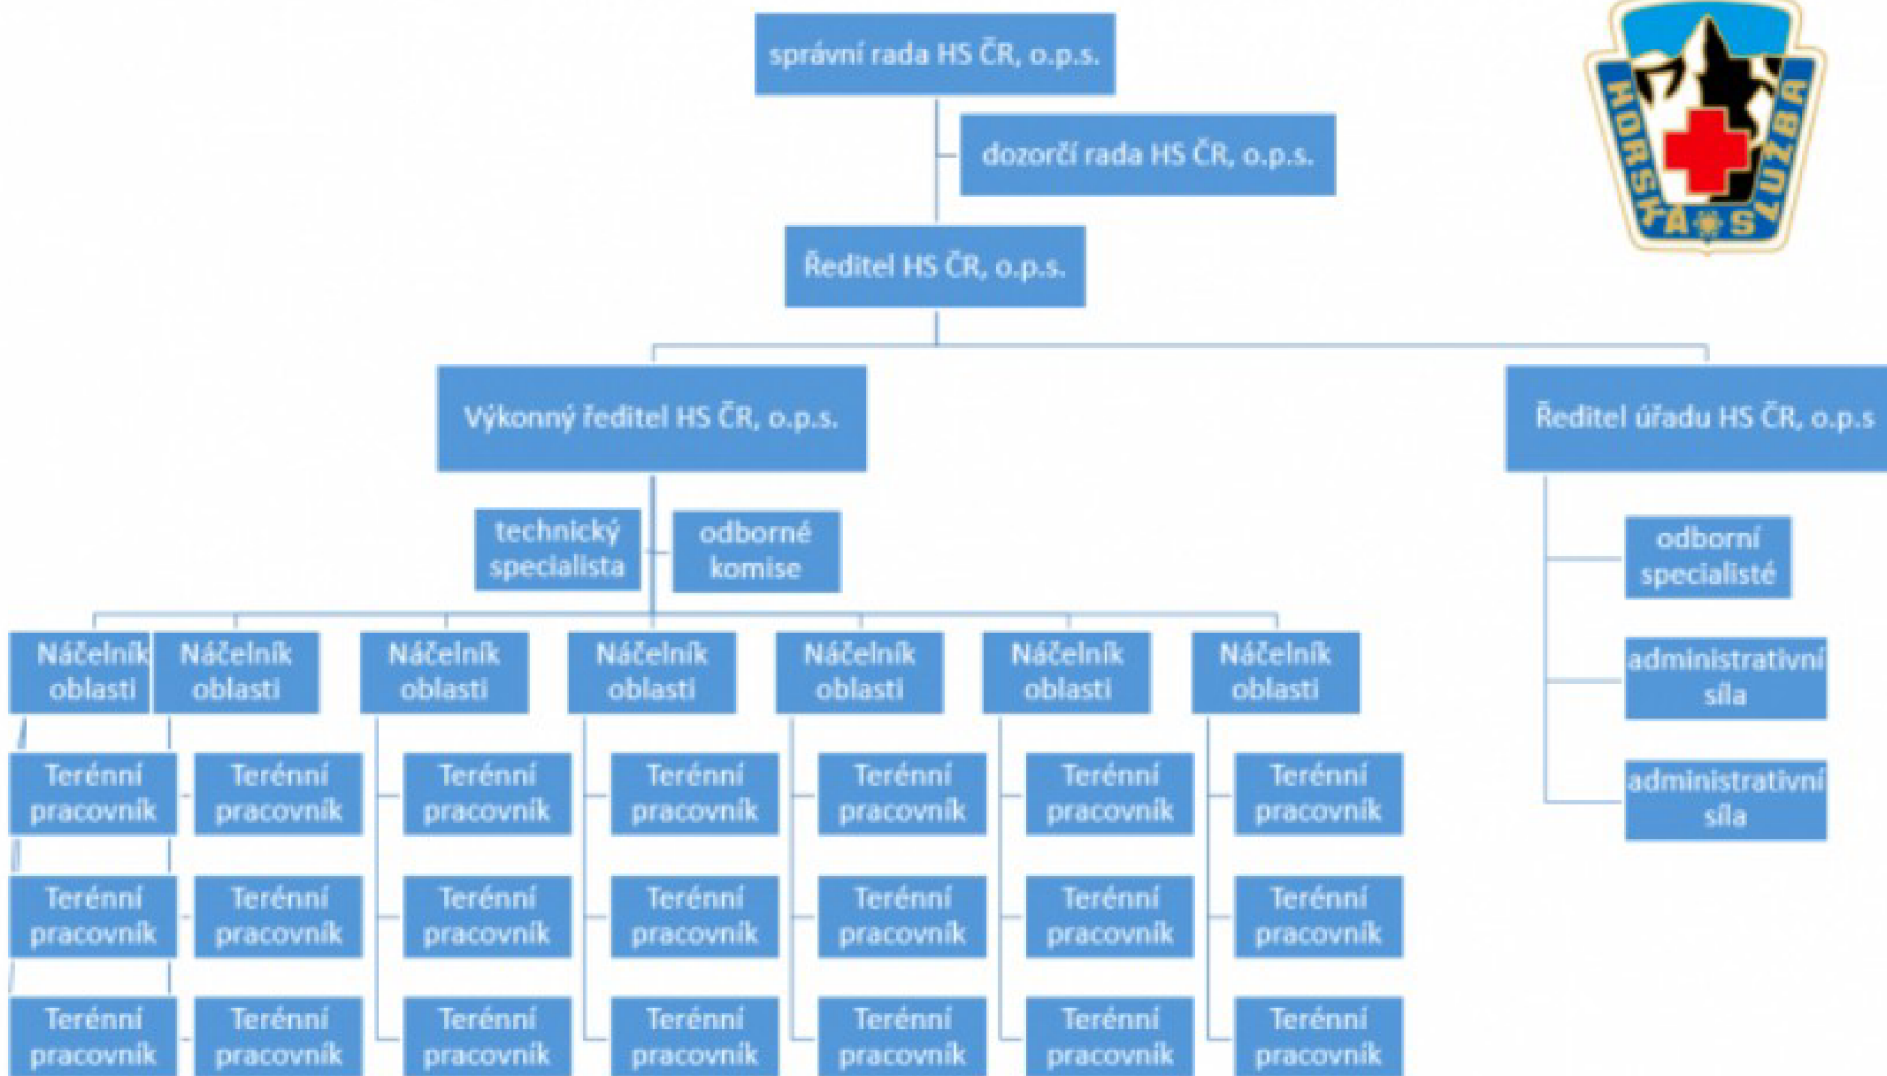 správní rada HS ČR, o.p.s.
HORSKÁ SLUŽBA
dozorčí rada HS ČR, o.p.s.
Ředitel HS ČR, o.p.s.
Výkonný ředitel HS ČR, o.p.s.
Ředitel úřadu HS ČR, o.p.s
technický
specialista
odborné
komise
odborní
specialisté
Náčelník
oblasti
Náčelník
oblasti
Náčelník
oblasti
Náčelník
oblasti
Náčelník
oblasti
Náčelník
oblasti
Náčelník
oblasti
administrativní
síla
Terénní
pracovník
Terénní
pracovník
Terénní
pracovník
Terénní
pracovník
Terénní
pracovník
Terénní
pracovník
Terénní
pracovník
administrativní
síla
Terénní
pracovník
Terénní
pracovník
Terénní
pracovník
Terénní
pracovník
Terénní
pracovník
Terénní
pracovník
Terénní
pracovník
Terénní
pracovník
Terénní
pracovník
Terénní
pracovník
Terénní
pracovník
Terénní
pracovník
Terénní
pracovník
Terénní
pracovník